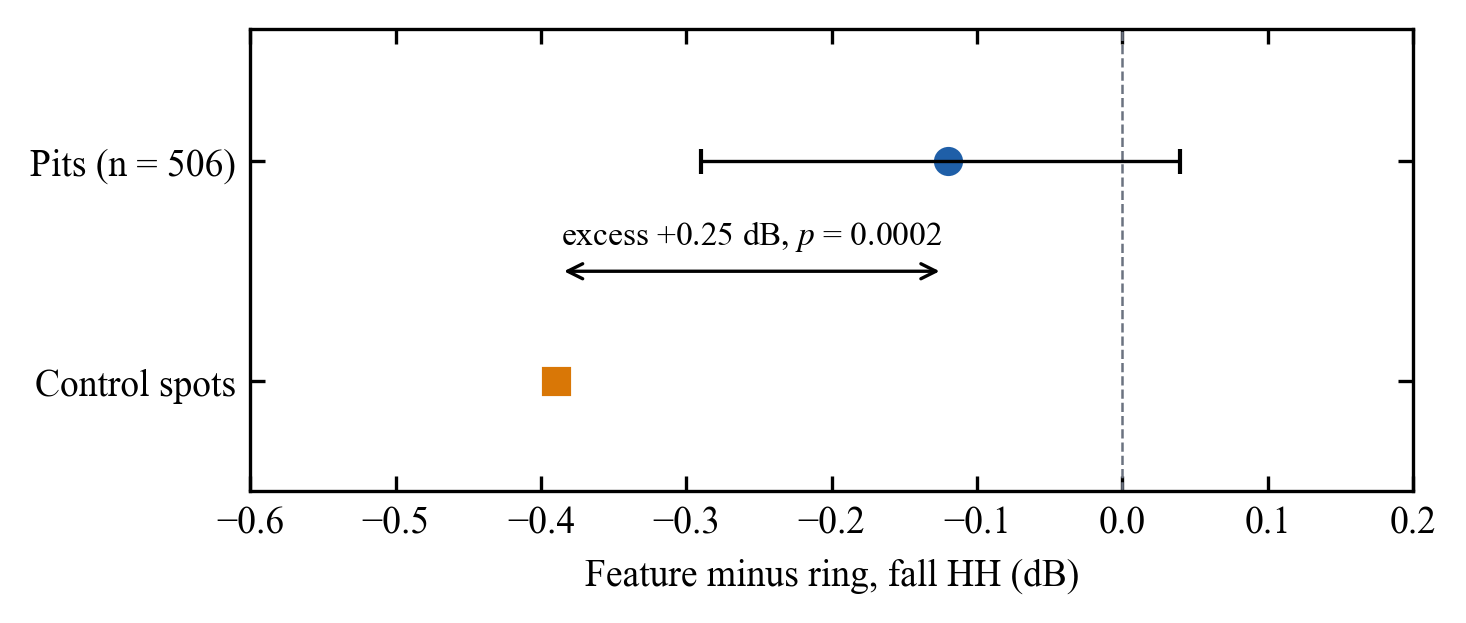 Pits (n = 506)
excess +0.25 dB, p = 0.0002
Control spots
−0.6 −0.5 −0.4 −0.3 −0.2 −0.1 0.0 0.1 0.2
Feature minus ring, fall HH (dB)